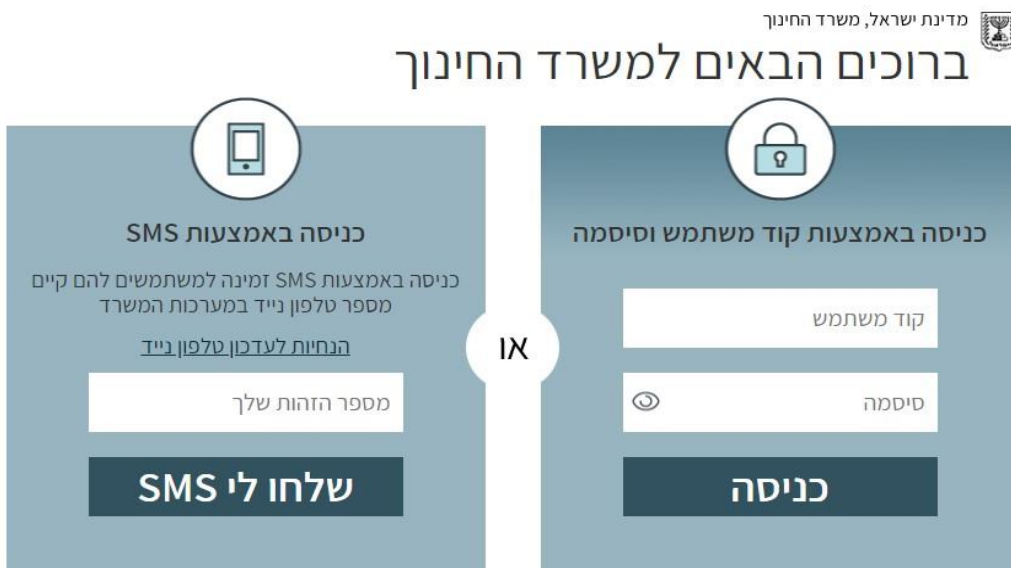 מדינת ישראל, משרד החינוך
ברוכים הבאים למשרד החינוך
כניסה באמצעות קוד משתמש וסיסמה
קוד משתמש
סיסמה
כניסה
או
כניסה באמצעות SMS
כניסה באמצעות SMS זמינה למשתמשים להם קיים
מספר טלפון נייד במערכות המשרד
הנחיות לעדכון טלפון נייד
מספר הזהות שלך
שלחו לי SMS